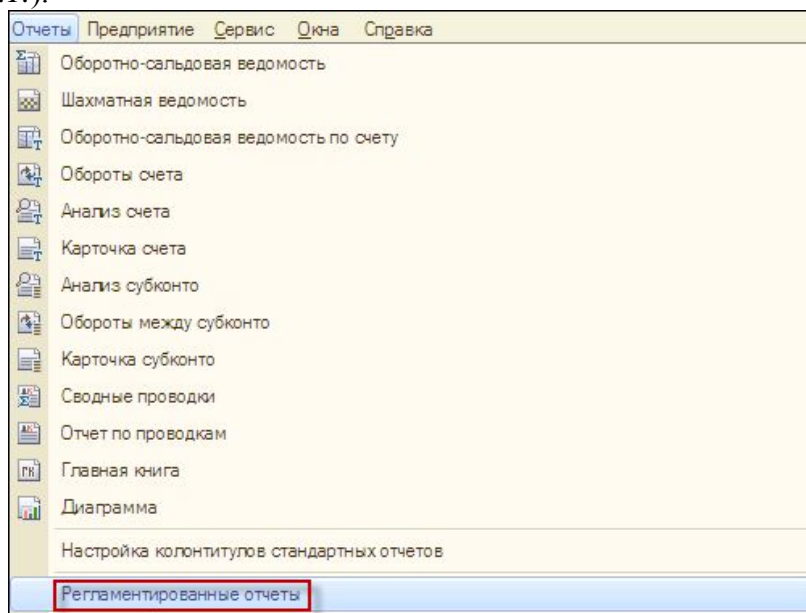 .1.).
Отчеты Предприятие Сервис Окна Справка
Оборотно-сальдовая ведомость
Шахматная ведомость
Оборотно-сальдовая ведомость по счету
Обороты счета
Анализ счета
Карточка счета
Анализ субконто
Обороты между субконто
Карточка субконто
Сводные проводки
Отчет по проводкам
Главная книга
Диаграмма
Настройка колонтитулов стандартных отчетов
Регламентированные отчеты